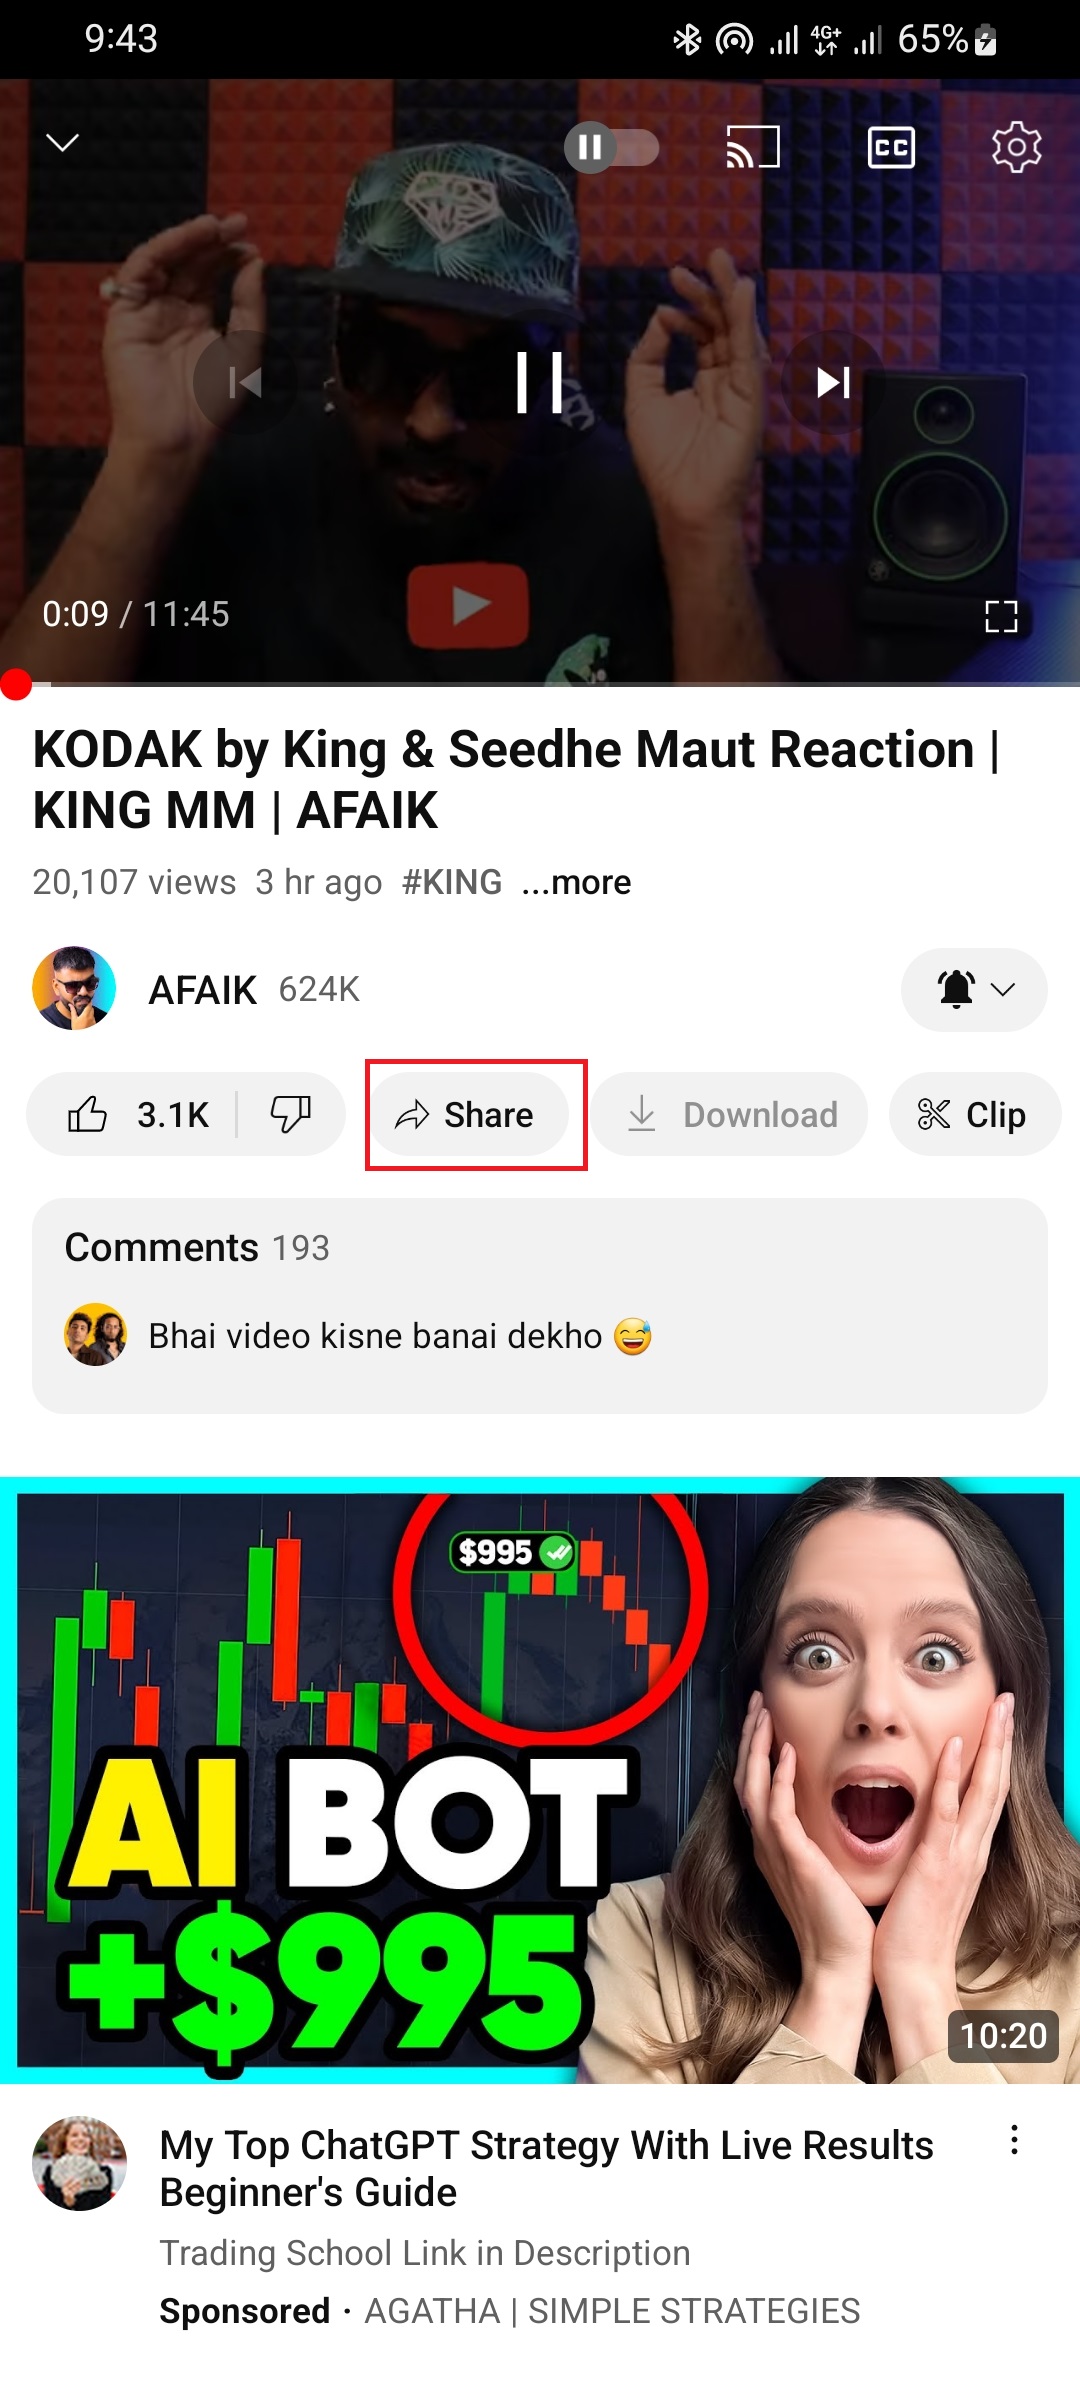 9:43
4G+
65%
CC
0:09 / 11:45
KODAK by King & Seedhe Maut Reaction |
KING MM | AFAIK
20,107 views 3 hr ago #KING ...more
AFAIK 624K
3.1K
Share
Download
Clip
Comments 193
Bhai video kisne banai dekho 😅
$995
AI BOT
+$995
10:20
My Top ChatGPT Strategy With Live Results
Beginner's Guide
Trading School Link in Description
Sponsored · AGATHA | SIMPLE STRATEGIES